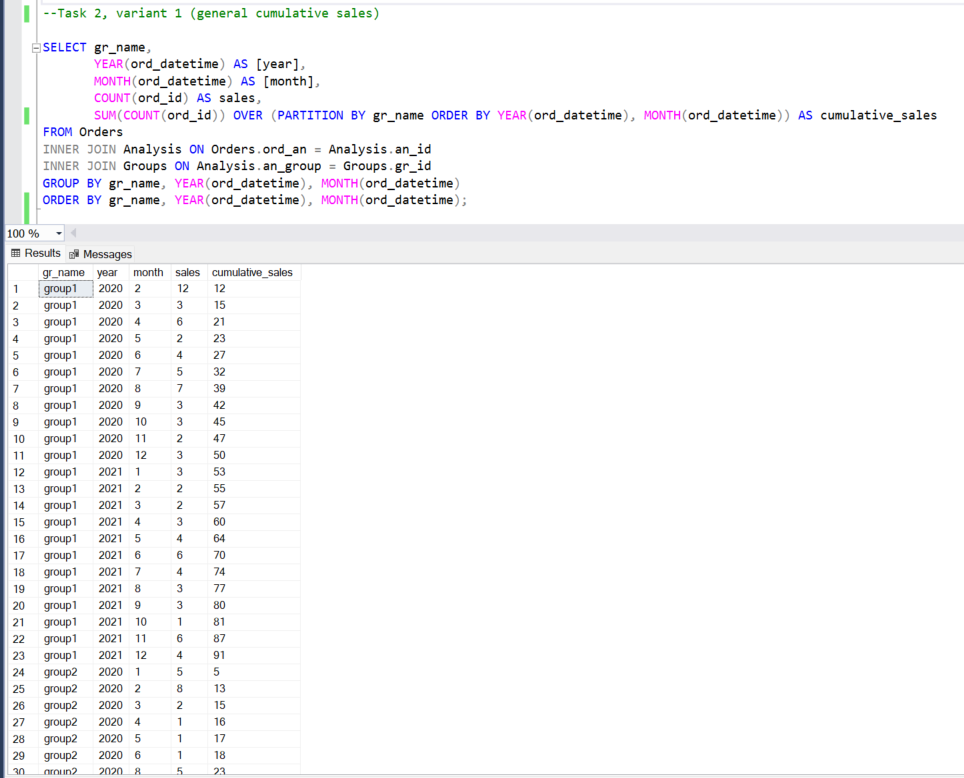 --Task 2, variant 1 (general cumulative sales)
SELECT gr_name,
YEAR(ord_datetime) AS [year],
MONTH(ord_datetime) AS [month],
COUNT(ord_id) AS sales,
SUM(COUNT(ord_id)) OVER (PARTITION BY gr_name ORDER BY YEAR(ord_datetime), MONTH(ord_datetime)) AS cumulative_sales
FROM Orders
INNER JOIN Analysis ON Orders.ord_an = Analysis.an_id
INNER JOIN Groups ON Analysis.an_group = Groups.gr_id
GROUP BY gr_name, YEAR(ord_datetime), MONTH(ord_datetime)
ORDER BY gr_name, YEAR(ord_datetime), MONTH(ord_datetime);
100 %
Results Messages
gr_name year month sales cumulative_sales
1 group1 2020 2 12 12
2 group1 2020 3 3 15
3 group1 2020 4 6 21
4 group1 2020 5 2 23
5 group1 2020 6 4 27
6 group1 2020 7 5 32
7 group1 2020 8 7 39
8 group1 2020 9 3 42
9 group1 2020 10 3 45
10 group1 2020 11 2 47
11 group1 2020 12 3 50
12 group1 2021 1 3 53
13 group1 2021 2 2 55
14 group1 2021 3 2 57
15 group1 2021 4 3 60
16 group1 2021 5 4 64
17 group1 2021 6 6 70
18 group1 2021 7 4 74
19 group1 2021 8 3 77
20 group1 2021 9 3 80
21 group1 2021 10 1 81
22 group1 2021 11 6 87
23 group1 2021 12 4 91
24 group2 2020 1 5 5
25 group2 2020 2 8 13
26 group2 2020 3 2 15
27 group2 2020 4 1 16
28 group2 2020 5 1 17
29 group2 2020 6 1 18
30 group2 2020 8 5 23